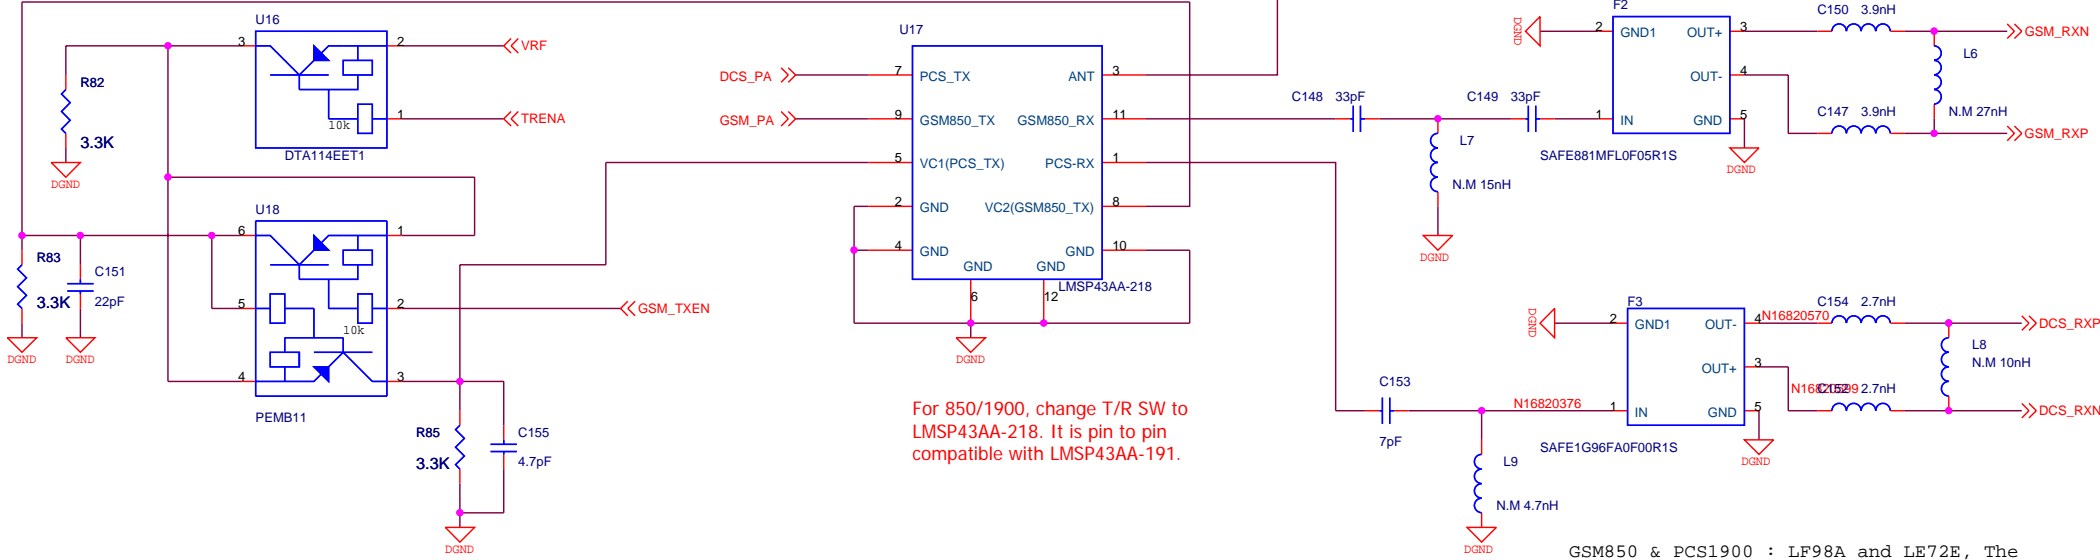 U16
3
2
VRF
R82
3.3K
10k
1
TRENA
DTA114EET1
DGND
U18
6
1
R83
3.3K
C151
22pF
5
2
GSM_TXEN
10k
4
3
DGND
DGND
PEMB11
R85
3.3K
C155
4.7pF
DGND
U17
DCS_PA
7
PCS_TX
ANT
3
GSM_PA
9
GSM850_TX
GSM850_RX
11
5
VC1(PCS_TX)
PCS-RX
1
2
GND
VC2(GSM850_TX)
8
4
GND
GND
10
GND
GND
6
12
LMSP43AA-218
DGND
For 850/1900, change T/R SW to
LMSP43AA-218. It is pin to pin
compatible with LMSP43AA-191.
C148 33pF
C149 33pF
L7
N.M 15nH
DGND
F2
DGND
2
GND1
OUT+
3
OUT-
4
1
IN
GND
5
SAFE881MFL0F05R1S
DGND
C150 3.9nH
GSM_RXN
L6
N.M 27nH
C147 3.9nH
GSM_RXP
C153
7pF
N16820376
L9
N.M 4.7nH
DGND
F3
DGND
2
GND1
OUT-
4
N16820570
OUT+
3
1
IN
GND
5
SAFE1G96FA0F00R1S
DGND
C154 2.7nH
DCS_RXP
L8
N.M 10nH
C152 2.7nH
DCS_RXN
GSM850 & PCS1900 : LF98A and LE72E, The